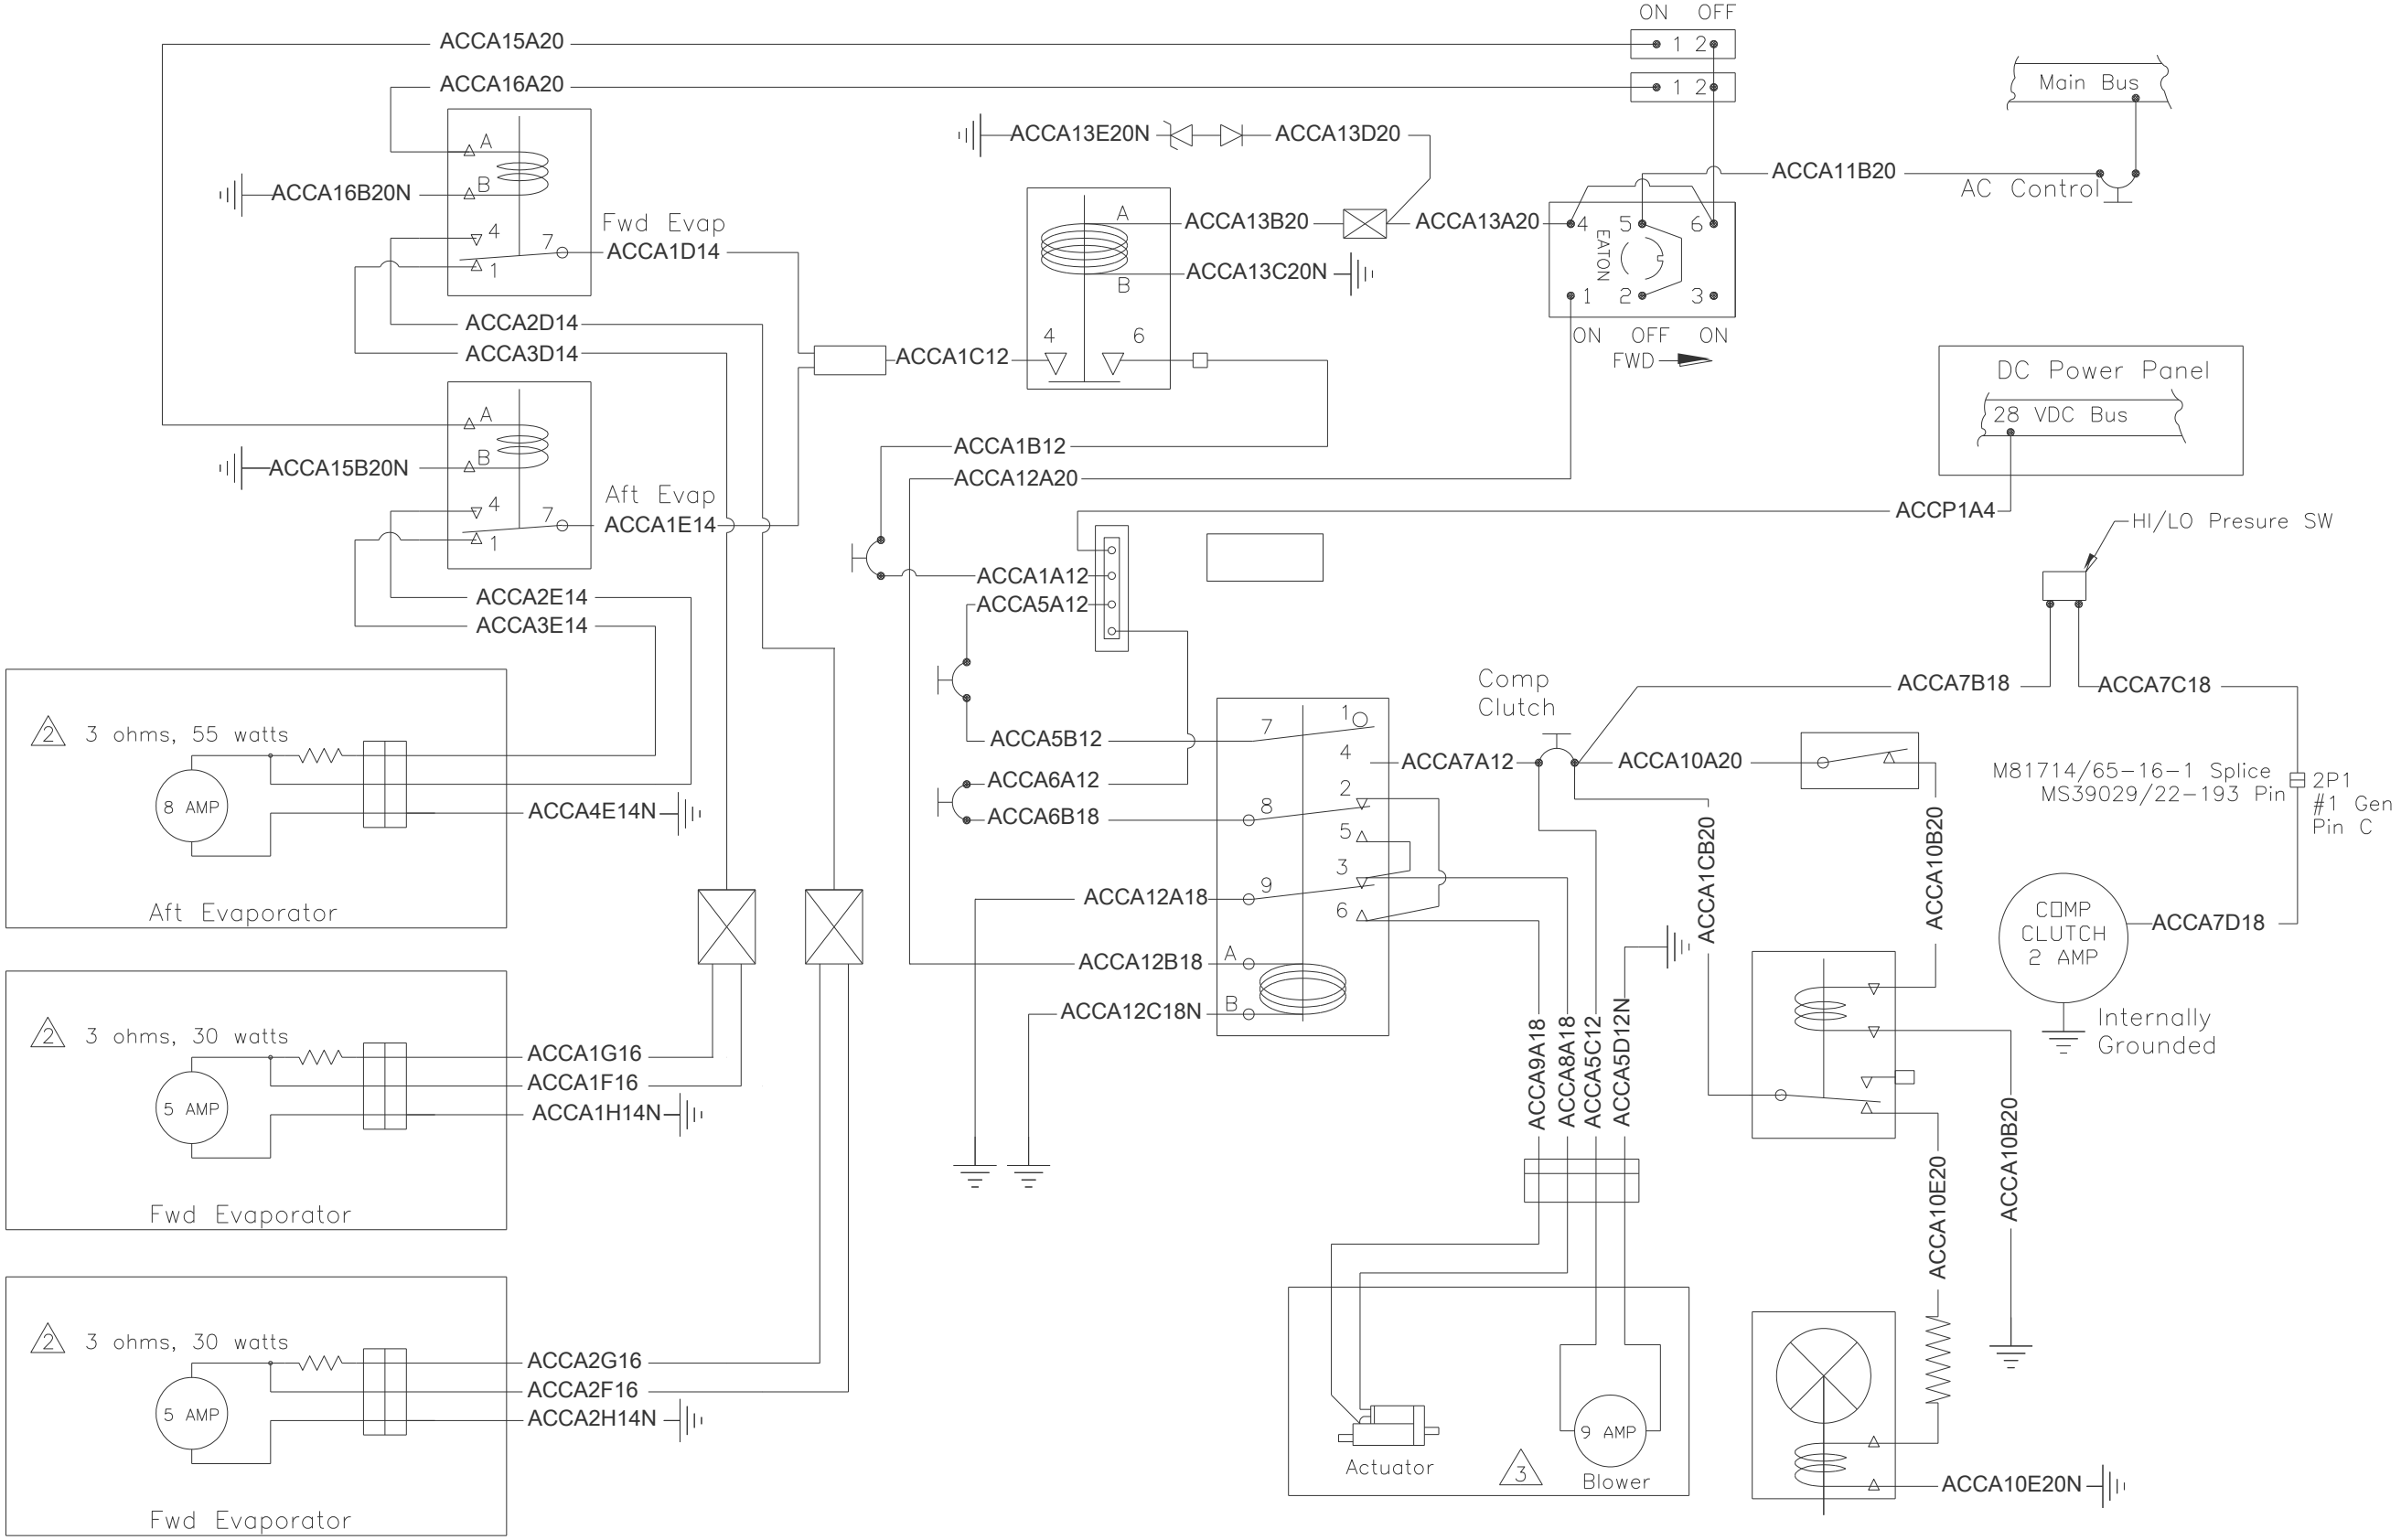 ON OFF
ACCA15A20
1 2
ACCA16A20
1 2
Main Bus
A
ACCA13E20N
ACCA13D20
ACCA11B20
AC Control
B
ACCA16B20N
A
ACCA13B20
ACCA13A20
4 5 6
EATON
4
7
Fwd Evap
ACCA1D14
1
ACCA13C20N
B
1 2 3
ACCA2D14
ACCA3D14
4 6
ON OFF ON
FWD
ACCA1C12
DC Power Panel
28 VDC Bus
A
B
ACCA15B20N
ACCA1B12
ACCA12A20
4
7
Aft Evap
ACCA1E14
1
ACCP1A4
HI/LO Presure SW
ACCA1A12
ACCA5A12
ACCA2E14
ACCA3E14
Comp
Clutch
ACCA7B18
ACCA7C18
2 3 ohms, 55 watts
8 AMP
ACCA4E14N
Aft Evaporator
7
1
4
ACCA5B12
ACCA7A12
ACCA10A20
M81714/65-16-1 Splice
MS39029/22-193 Pin
2P1
#1 Gen
Pin C
ACCA6A12
ACCA6B18
8
2
5
3
9
6
ACCA12A18
ACCA1CB20
ACCA10B20
COMP
CLUTCH
2 AMP
ACCA7D18
A
ACCA12B18
B
ACCA12C18N
Internally
Grounded
2 3 ohms, 30 watts
5 AMP
ACCA1G16
ACCA1F16
ACCA1H14N
Fwd Evaporator
ACCA9A18
ACCA8A18
ACCA5C12
ACCA5D12N
ACCA10E20
ACCA10B20
2 3 ohms, 30 watts
5 AMP
ACCA2G16
ACCA2F16
ACCA2H14N
Fwd Evaporator
Actuator
3
9 AMP
Blower
ACCA10E20N